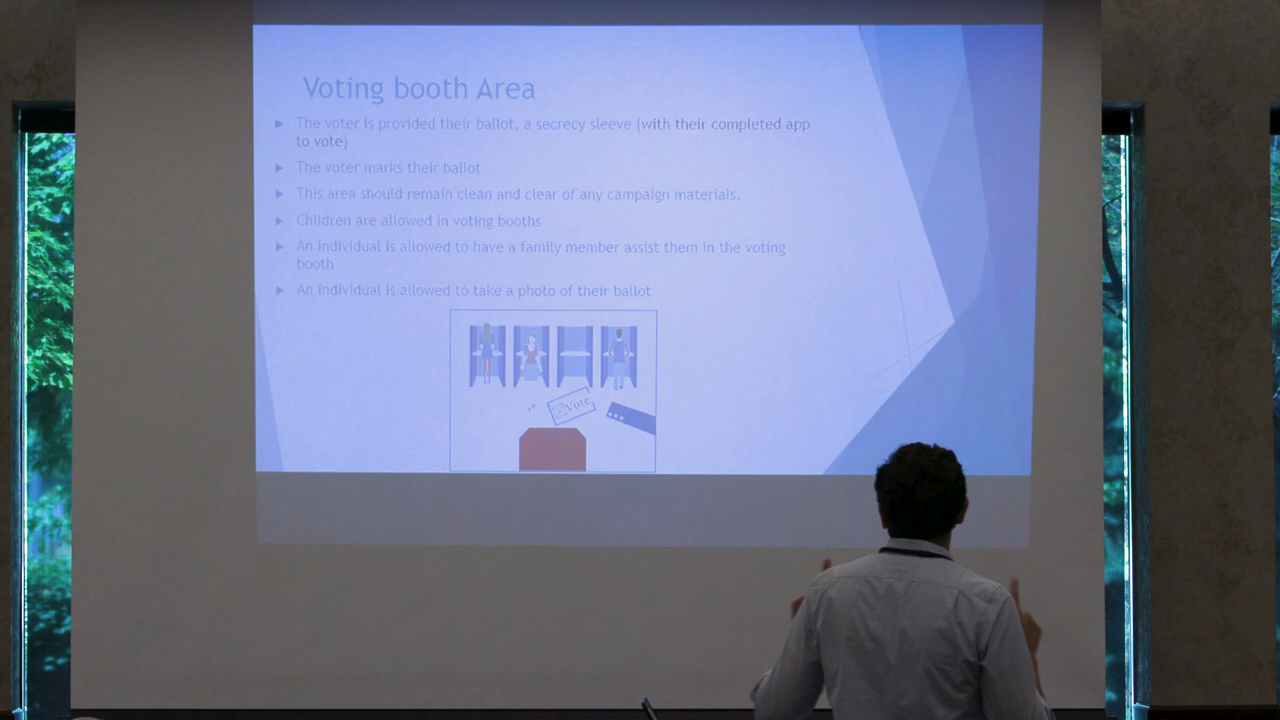 Voting booth Area
The voter is provided their ballot, a secrecy sleeve (with their completed app
to vote)
The voter marks their ballot
This area should remain clean and clear of any campaign materials.
Children are allowed in voting booths
An individual is allowed to have a family member assist them in the voting
booth
An individual is allowed to take a photo of their ballot
Vote